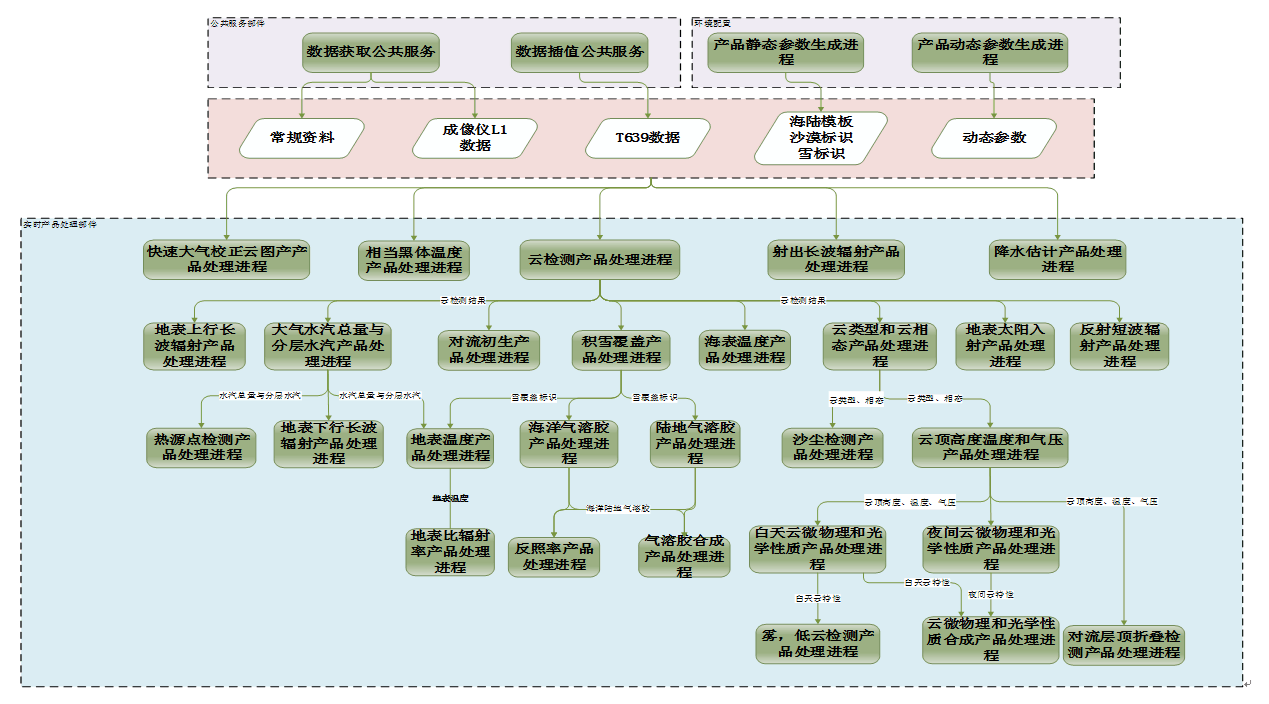 公共服务部件
环境配置
数据获取公共服务
数据插值公共服务
产品静态参数生成进
程
产品动态参数生成进
程
常规资料
成像仪L1
数据
T639数据
海陆模板
沙漠标识
雪标识
动态参数
实时产品处理部件
快速大气校正云图产产
品处理进程
相当黑体温度
产品处理进程
云检测产品处理进程
射出长波辐射产品
处理进程
降水估计产品处理
进程
云检测结果
云检测结果
地表上行长
波辐射产品
处理进程
大气水汽总量与
分层水汽产品处
理进程
对流初生产
品处理进程
积雪覆盖产
品处理进程
海表温度产
品处理进程
云类型和云相
态产品处理进
程
地表太阳入
射产品处理
进程
反射短波辐
射产品处理
进程
水汽总量与分层水汽
水汽总量与分层水汽
雪覆盖标识
雪覆盖标识
云类型、相态
云类型、相态
热源点检测产
品处理进程
地表下行长波
辐射产品处理
进程
地表温度产
品处理进程
海洋气溶胶
产品处理进
程
陆地气溶胶
产品处理进
程
沙尘检测产
品处理进程
云顶高度温度和气压
产品处理进程
地表温度
海洋陆地气溶胶
云顶高度、温度、气压
云顶高度、温度、气压
地表比辐射
率产品处理
进程
反照率产品
处理进程
气溶胶合成
产品处理进
程
白天云微物理和光
学性质产品处理进
程
夜间云微物理和光
学性质产品处理进
程
白天云特性
白天云特性
夜间云特性
雾，低云检测产
品处理进程
云微物理和光学性
质合成产品处理进
程
对流层顶折叠检
测产品处理进程